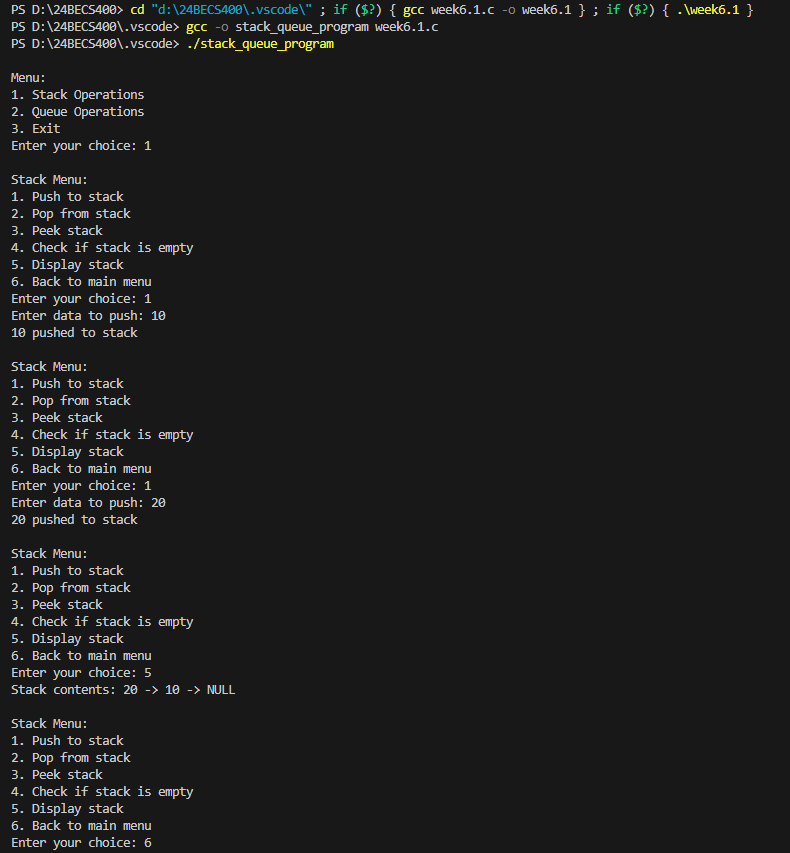 PS D:\24BECS400> cd "d:\24BECS400\.vscode\" ; if ($?) { gcc week6.1.c -o week6.1 } ; if ($?) { .\week6.1 }
PS D:\24BECS400\.vscode> gcc -o stack_queue_program week6.1.c
PS D:\24BECS400\.vscode> ./stack_queue_program

Menu:
1. Stack Operations
2. Queue Operations
3. Exit
Enter your choice: 1

Stack Menu:
1. Push to stack
2. Pop from stack
3. Peek stack
4. Check if stack is empty
5. Display stack
6. Back to main menu
Enter your choice: 1
Enter data to push: 10
10 pushed to stack

Stack Menu:
1. Push to stack
2. Pop from stack
3. Peek stack
4. Check if stack is empty
5. Display stack
6. Back to main menu
Enter your choice: 1
Enter data to push: 20
20 pushed to stack

Stack Menu:
1. Push to stack
2. Pop from stack
3. Peek stack
4. Check if stack is empty
5. Display stack
6. Back to main menu
Enter your choice: 5
Stack contents: 20 -> 10 -> NULL

Stack Menu:
1. Push to stack
2. Pop from stack
3. Peek stack
4. Check if stack is empty
5. Display stack
6. Back to main menu
Enter your choice: 6